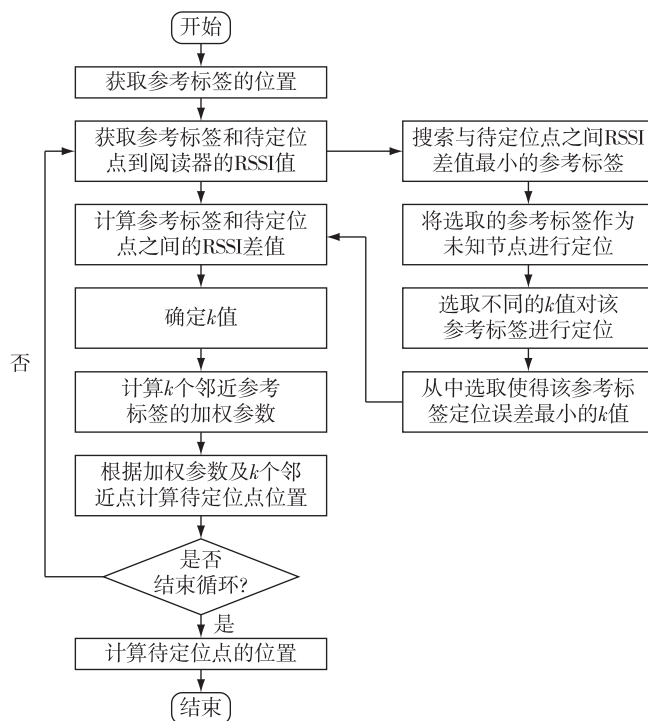 开始
获取参考标签的位置
获取参考标签和待定位
点到阅读器的RSSI值
计算参考标签和待定位
点之间的RSSI差值
确定k值
计算k个邻近参考
标签的加权参数
根据加权参数及k个邻
近点计算待定位点位置
是否
结束循环?
否
是
计算待定位点的位置
结束
搜索与待定位点之间RSSI
差值最小的参考标签
将选取的参考标签作为
未知节点进行定位
选取不同的k值对该
参考标签进行定位
从中选取使得该参考标
签定位误差最小的k值